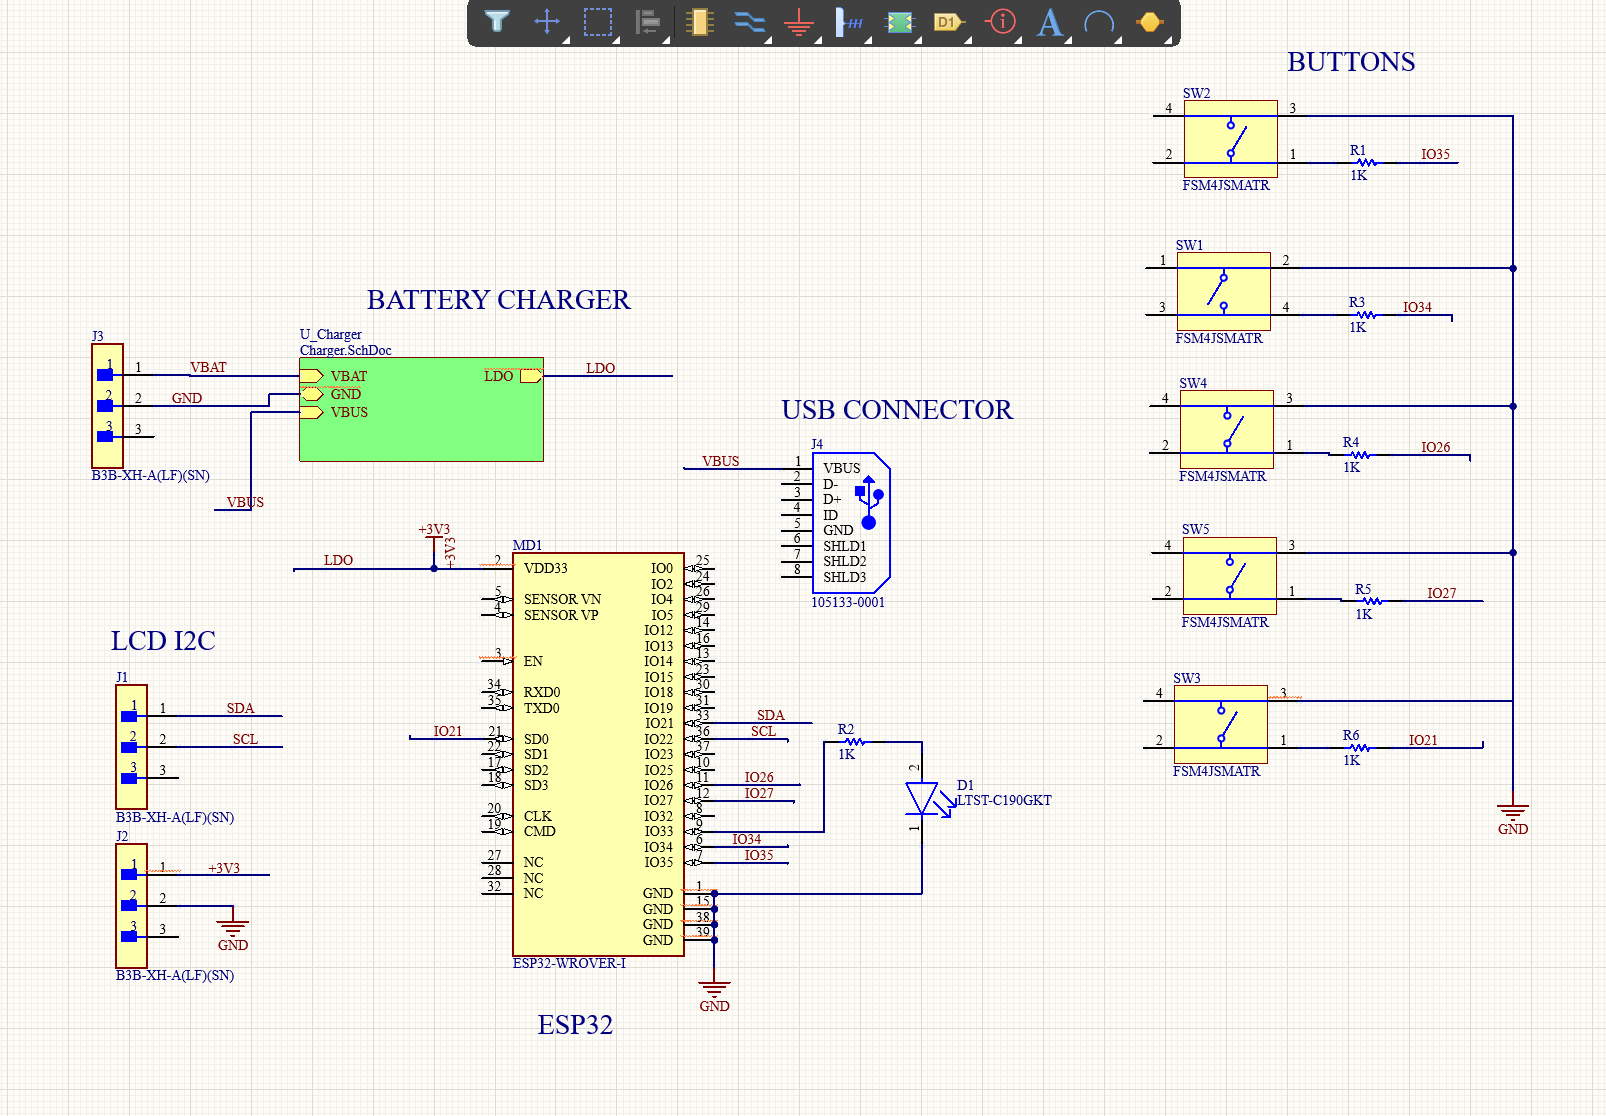 D1
A
BUTTONS
SW2
4
3
2
1
R1
1K
IO35
FSM4JSMATR
SW1
1
2
3
4
R3
1K
IO34
FSM4JSMATR
SW4
4
3
2
1
R4
1K
IO26
FSM4JSMATR
SW5
4
3
2
1
R5
1K
IO27
FSM4JSMATR
SW3
4
3
2
1
R6
1K
IO21
FSM4JSMATR
GND
BATTERY CHARGER
J3
1 1 VBAT
2 2 GND
3 3
B3B-XH-A(LF)(SN)
VBUS
U_Charger
Charger.SchDoc
VBAT
GND
VBUS
LDO
LDO
USB CONNECTOR
J4
VBUS 1 VBUS
2 D-
3 D+
4 ID
5 GND
6 SHLD1
7 SHLD2
8 SHLD3
105133-0001
LCD I2C
J1
1 1 SDA
2 2 SCL
3 3
B3B-XH-A(LF)(SN)
J2
1 1 +3V3
2 2
3 3
GND
B3B-XH-A(LF)(SN)
+3V3
+3V3
LDO
MD1
2 VDD33
5 SENSOR VN
4 SENSOR VP
3 EN
34 RXD0
35 TXD0
IO21 21 SD0
22 SD1
17 SD2
18 SD3
20 CLK
19 CMD
27 NC
28 NC
32 NC
IO0 25
IO2 24
IO4 26
IO5 29
IO12 14
IO13 16
IO14 13
IO15 23
IO18 30
IO19 31
IO21 33 SDA
IO22 36 SCL
IO23 37
IO25 10
IO26 11 IO26
IO27 12 IO27
IO32 8
IO33 9
IO34 6 IO34
IO35 7 IO35
GND 1
GND 15
GND 38
GND 39
ESP32-WROVER-I
GND
R2
1K
2
D1
LTST-C190GKT
1
ESP32